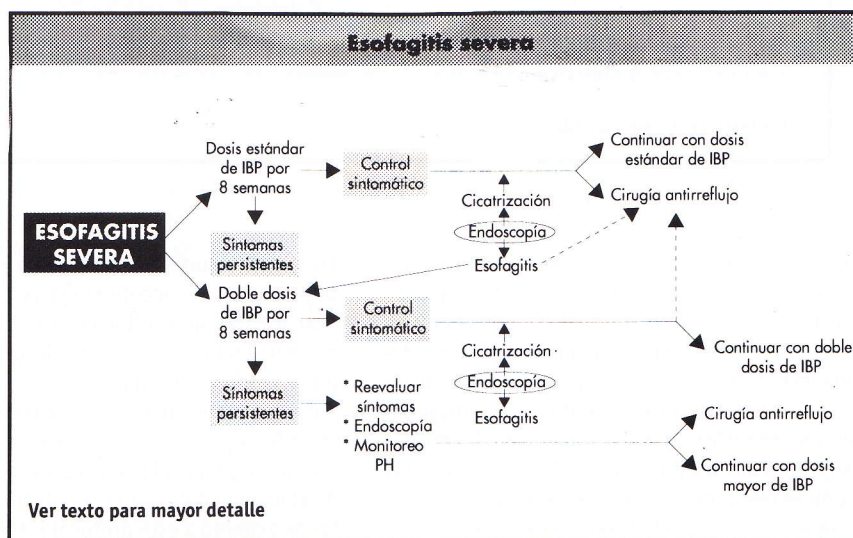 Esofagitis severa
Dosis estándar
de IBP por
8 semanas
Control
sintomático
Continuar con dosis
estándar de IBP
Cirugía antirreflujo
Cicatrización
Endoscopía
Esofagitis
ESOFAGITIS
SEVERA
Síntomas
persistentes
Doble dosis
de IBP por
8 semanas
Control
sintomático
Cicatrización
Endoscopía
Esofagitis
Continuar con doble
dosis de IBP
Síntomas
persistentes
* Reevaluar
síntomas
* Endoscopía
* Monitoreo
PH
Cirugía antirreflujo
Continuar con dosis
mayor de IBP
Ver texto para mayor detalle